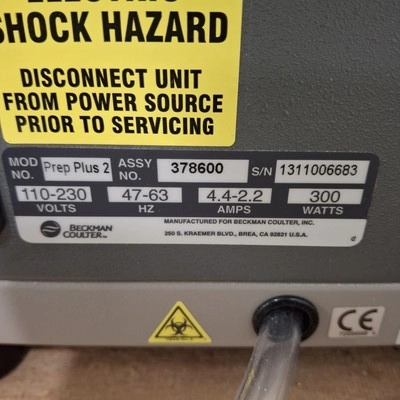 ELECTRIC
SHOCK HAZARD
DISCONNECT UNIT
FROM POWER SOURCE
PRIOR TO SERVICING
MOD NO. Prep Plus 2 ASSY NO. 378600 S/N 1311006683
110-230 47-63 4.4-2.2 300
VOLTS HZ AMPS WATTS
BECKMAN COULTER™ MANUFACTURED FOR BECKMAN COULTER, INC.
250 S. KRAEMER BLVD., BREA, CA 92821 U.S.A.
CE